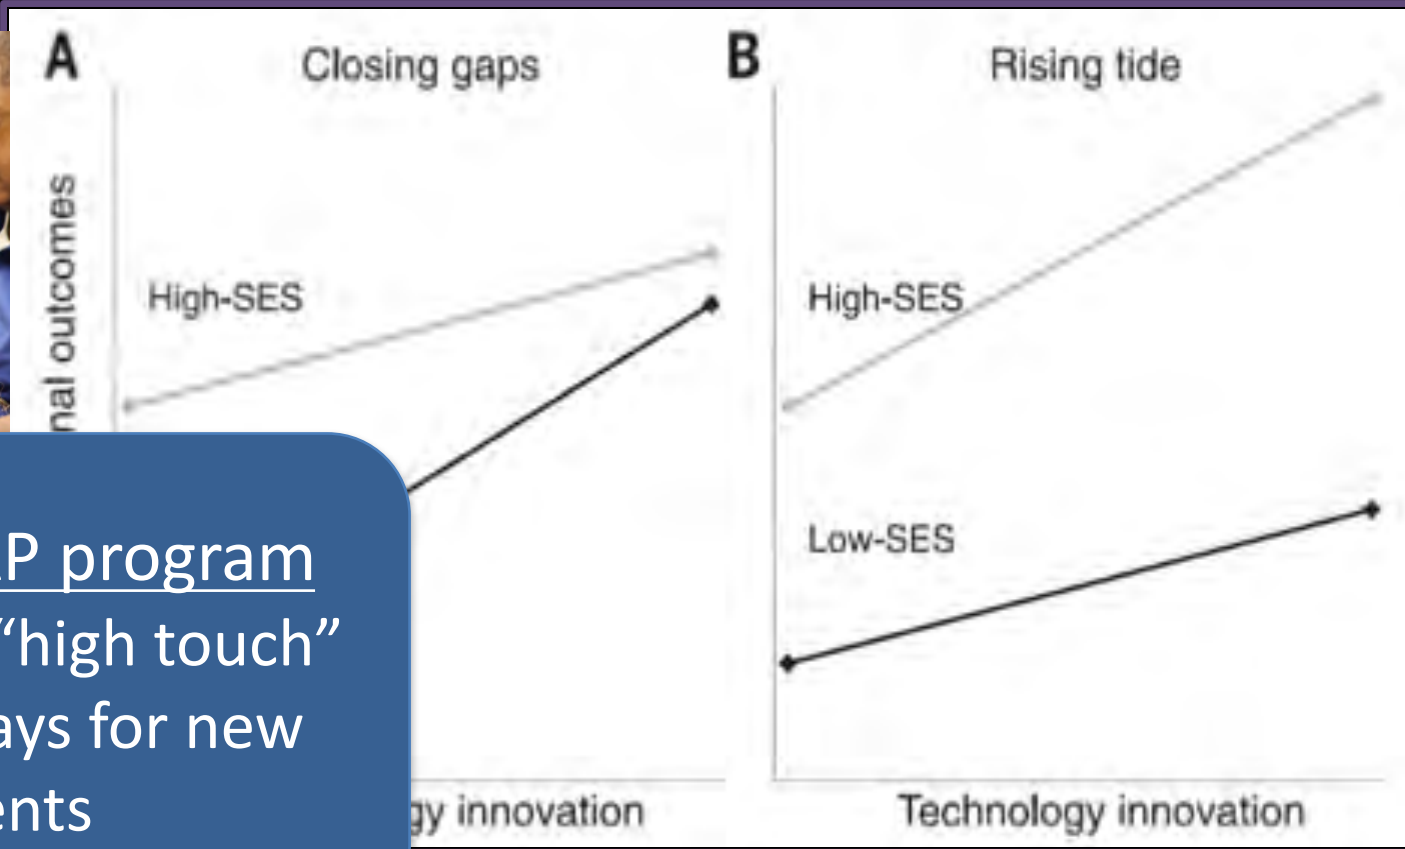 A
Closing gaps
nal outcomes
High-SES
gy innovation
B
Rising tide
High-SES
Low-SES
Technology innovation
P program
“high touch”
ays for new
ents